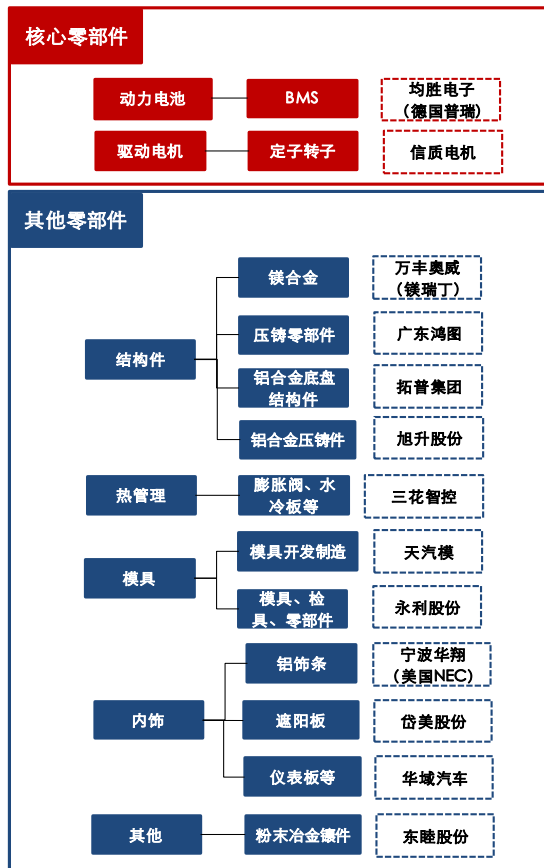 核心零部件
动力电池
BMS
均胜电子
（德国普瑞）
驱动电机
定子转子
信质电机
其他零部件
结构件
镁合金
万丰奥威
（镁瑞丁）
压铸零部件
广东鸿图
铝合金底盘
结构件
拓普集团
铝合金压铸件
旭升股份
热管理
膨胀阀、水
冷板等
三花智控
模具
模具开发制造
天汽模
模具、检
具、零部件
永利股份
内饰
铝饰条
宁波华翔
（美国NEC）
遮阳板
岱美股份
仪表板等
华域汽车
其他
粉末冶金镶件
东睦股份